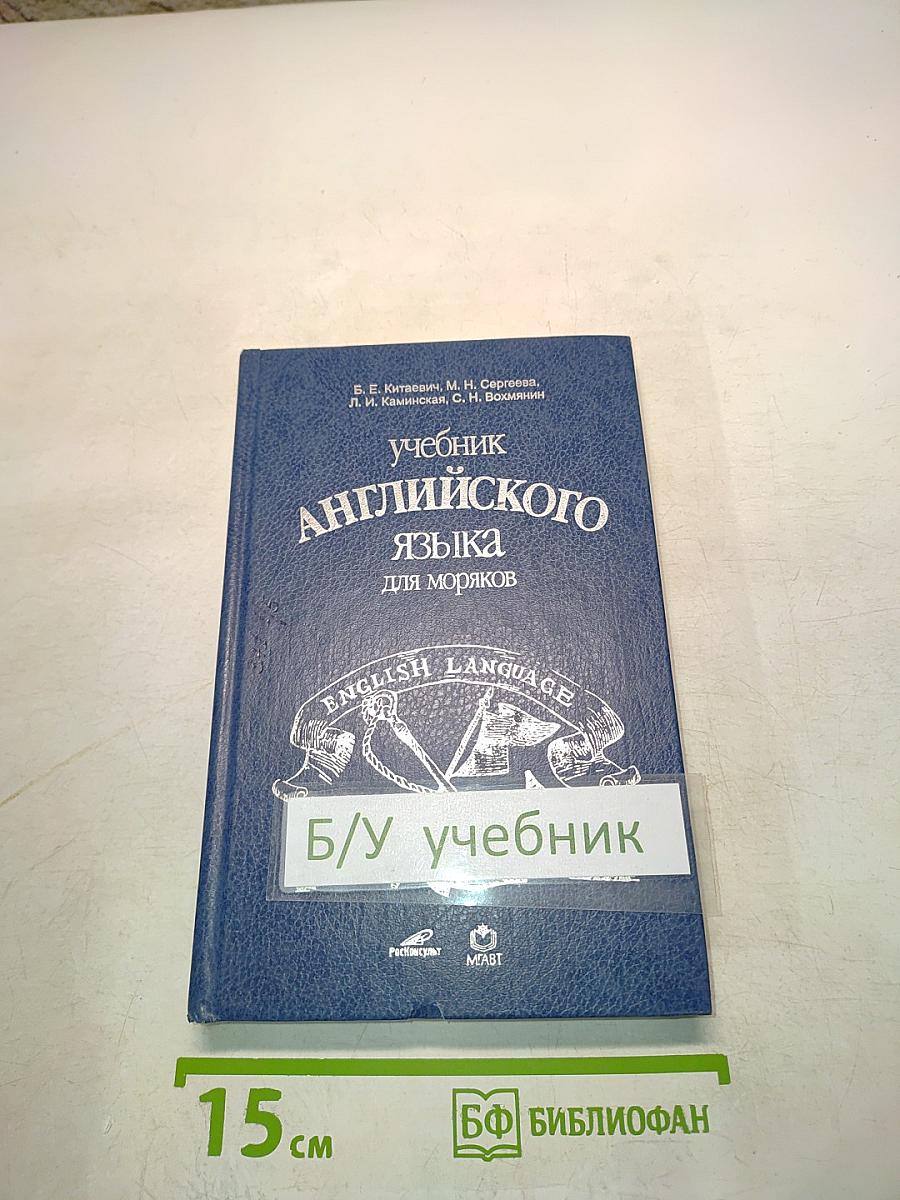 Б. Е. Китаевич, М. Н. Сергеева,
Л. И. Каминская, С. Н. Вохмянин
учебник
АНГЛИЙСКОГО
языка
для моряков
ENGLISH LANGUAGE
Б/У учебник
РосКонсульт
МГАВТ
15 см
БФ БИБЛИОФАН